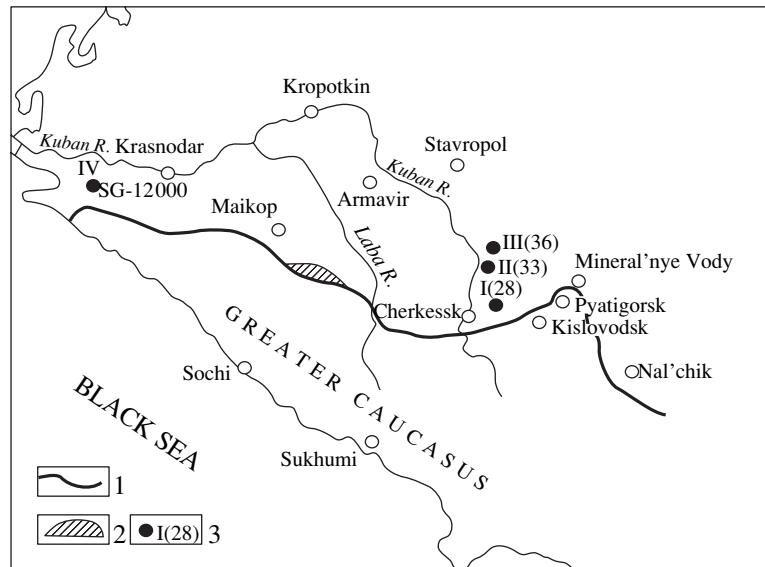 Kropotkin
Kuban R.
Krasnodar
Stavropol
IV
SG-12000
Kuban R.
Armavir
Maikop
Laba R.
III(36)
II(33)
Mineral'nye Vody
I(28)
Cherkessk
Pyatigorsk
Kislovodsk
GREATER CAUCASUS
Sochi
Nal'chik
BLACK SEA
Sukhumi
1
2
I(28)
3